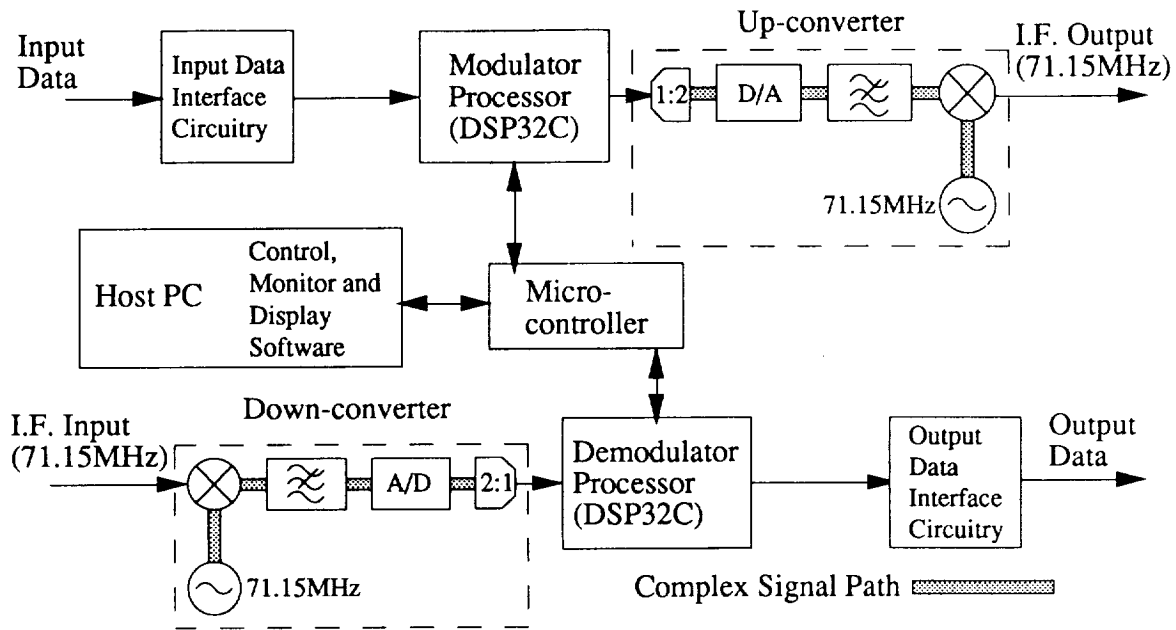 Up-converter
Input
Data
Input Data
Interface
Circuitry
Modulator
Processor
(DSP32C)
1:2
D/A
I.F. Output
(71.15MHz)
71.15MHz
Host PC
Control,
Monitor and
Display
Software
Micro-
controller
Down-converter
I.F. Input
(71.15MHz)
A/D
2:1
71.15MHz
Demodulator
Processor
(DSP32C)
Output
Data
Interface
Circuitry
Output
Data
Complex Signal Path